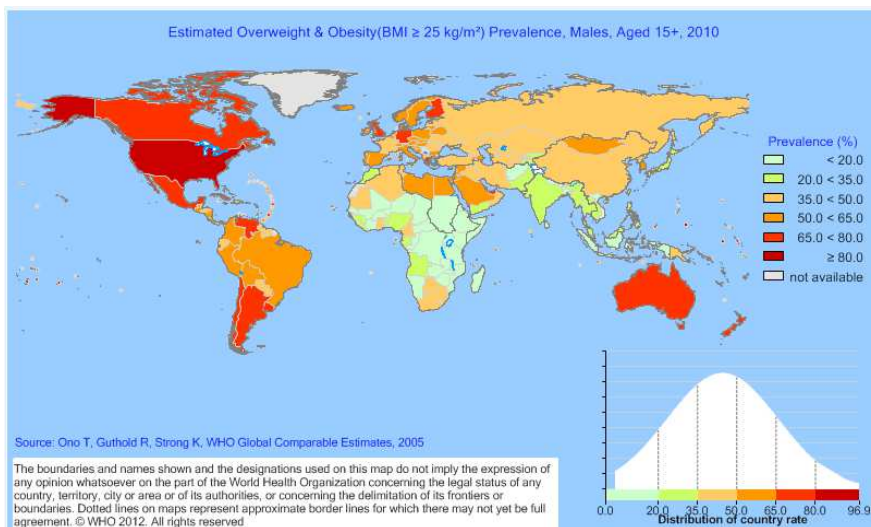 Estimated Overweight & Obesity(BMI ≥ 25 kg/m²) Prevalence, Males, Aged 15+, 2010
Prevalence (%)
< 20.0
20.0 < 35.0
35.0 < 50.0
50.0 < 65.0
65.0 < 80.0
≥ 80.0
not available
Source: Ono T, Guthold R, Strong K, WHO Global Comparable Estimates, 2005
The boundaries and names shown and the designations used on this map do not imply the expression of
any opinion whatsoever on the part of the World Health Organization concerning the legal status of any
country, territory, city or area or of its authorities, or concerning the delimitation of its frontiers or
boundaries. Dotted lines on maps represent approximate border lines for which there may not yet be full
agreement. © WHO 2012. All rights reserved
0.0 20.0 35.0 50.0 65.0 80.0 96.9
Distribution of country rate